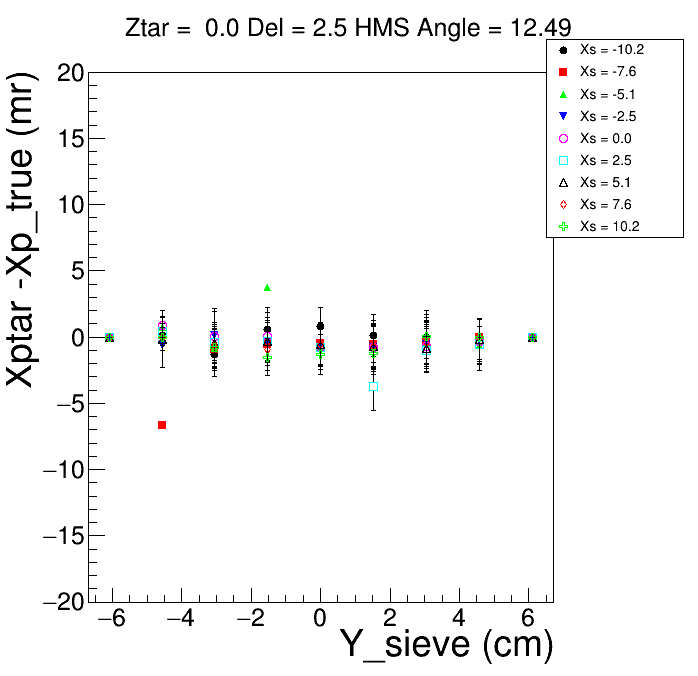 Ztar =  0.0 Del = 2.5 HMS Angle = 12.49
Xs = -10.2
Xs = -7.6
Xs = -5.1
Xs = -2.5
Xs = 0.0
Xs = 2.5
Xs = 5.1
Xs = 7.6
Xs = 10.2
Xptar -Xp_true (mr)
20
15
10
5
0
−5
−10
−15
−20
−6 −4 −2 0 2 4 6
Y_sieve (cm)